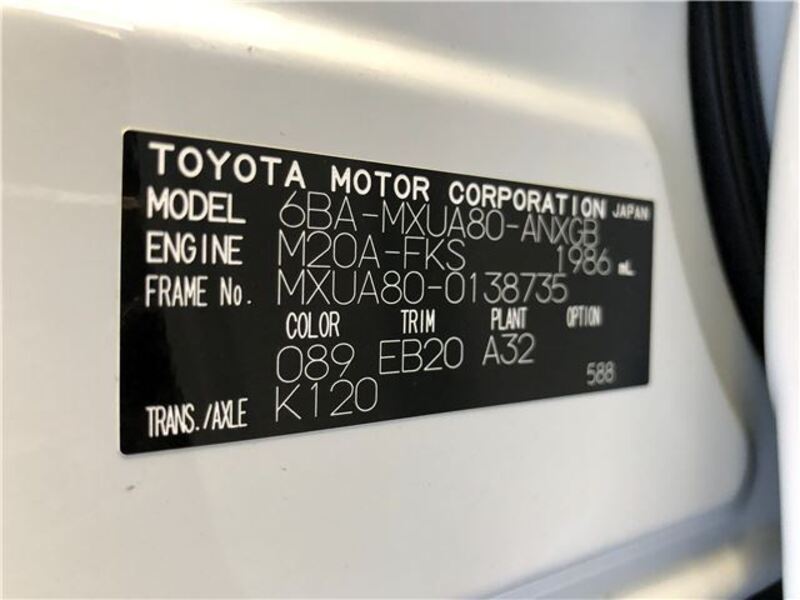 TOYOTA MOTOR CORPORATION JAPAN
MODEL 6BA-MXUA80-ANXGB
ENGINE M20A-FKS 1986 mL
FRAME No. MXUA80-0138735
COLOR TRIM PLANT OPTION
089 EB20 A32
TRANS./AXLE K120 588